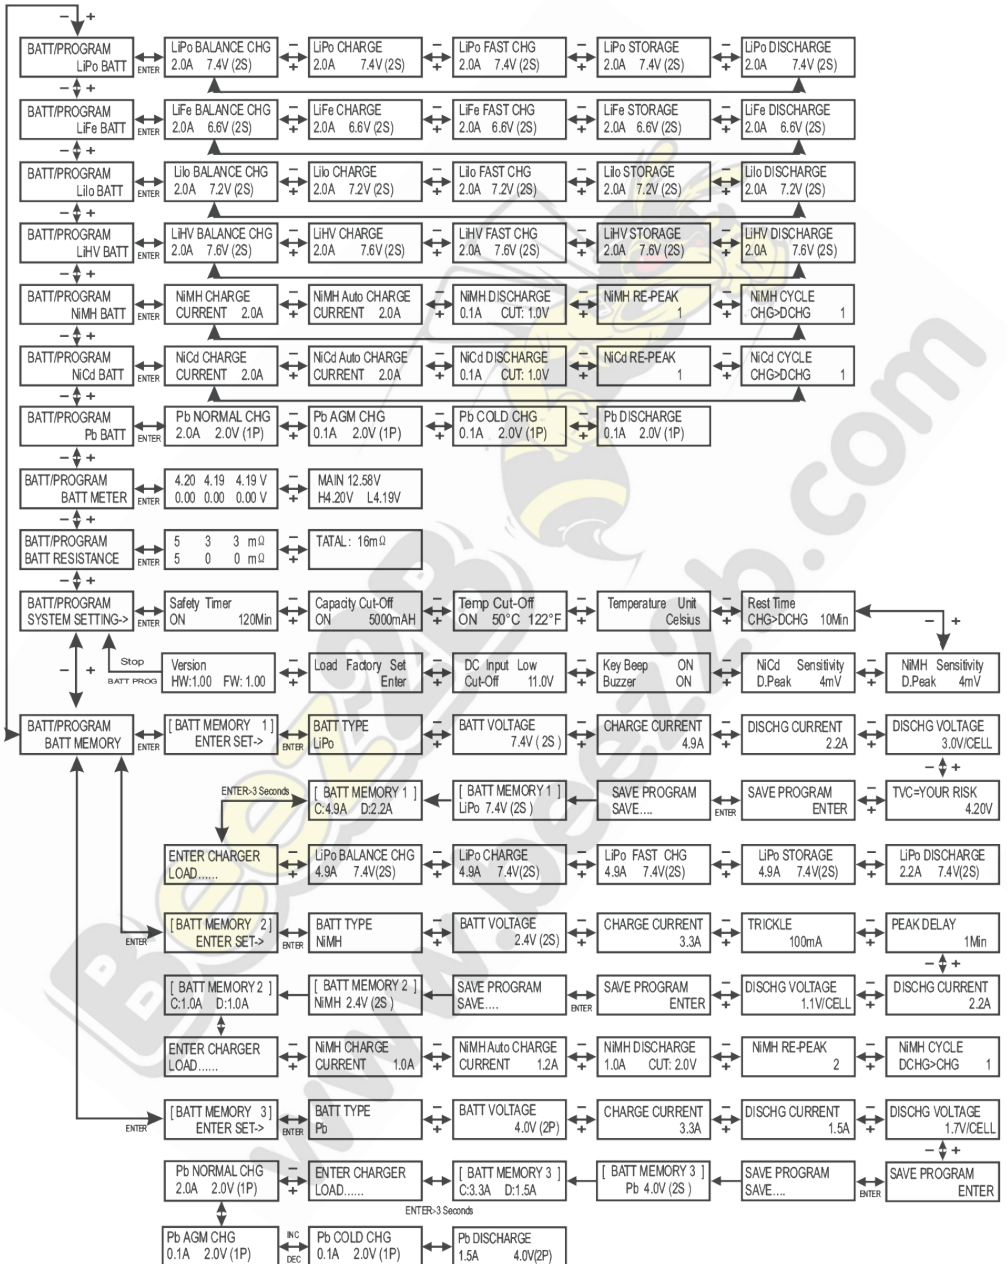 − +
BATT/PROGRAM
LiPo BATT
ENTER
LiPo BALANCE CHG
2.0A 7.4V (2S)
− +
LiPo CHARGE
2.0A 7.4V (2S)
− +
LiPo FAST CHG
2.0A 7.4V (2S)
− +
LiPo STORAGE
2.0A 7.4V (2S)
− +
LiPo DISCHARGE
2.0A 7.4V (2S)
− +
BATT/PROGRAM
LiFe BATT
ENTER
LiFe BALANCE CHG
2.0A 6.6V (2S)
− +
LiFe CHARGE
2.0A 6.6V (2S)
− +
LiFe FAST CHG
2.0A 6.6V (2S)
− +
LiFe STORAGE
2.0A 6.6V (2S)
− +
LiFe DISCHARGE
2.0A 6.6V (2S)
− +
BATT/PROGRAM
LiIo BATT
ENTER
LiIo BALANCE CHG
2.0A 7.2V (2S)
− +
LiIo CHARGE
2.0A 7.2V (2S)
− +
LiIo FAST CHG
2.0A 7.2V (2S)
− +
LiIo STORAGE
2.0A 7.2V (2S)
− +
LiIo DISCHARGE
2.0A 7.2V (2S)
− +
BATT/PROGRAM
LiHV BATT
ENTER
LiHV BALANCE CHG
2.0A 7.6V (2S)
− +
LiHV CHARGE
2.0A 7.6V (2S)
− +
LiHV FAST CHG
2.0A 7.6V (2S)
− +
LiHV STORAGE
2.0A 7.6V (2S)
− +
LiHV DISCHARGE
2.0A 7.6V (2S)
− +
BATT/PROGRAM
NiMH BATT
ENTER
NiMH CHARGE
CURRENT 2.0A
− +
NiMH Auto CHARGE
CURRENT 2.0A
− +
NiMH DISCHARGE
0.1A CUT: 1.0V
− +
NiMH RE-PEAK
1
− +
NiMH CYCLE
CHG>DCHG 1
− +
BATT/PROGRAM
NiCd BATT
ENTER
NiCd CHARGE
CURRENT 2.0A
− +
NiCd Auto CHARGE
CURRENT 2.0A
− +
NiCd DISCHARGE
0.1A CUT: 1.0V
− +
NiCd RE-PEAK
1
− +
NiCd CYCLE
CHG>DCHG 1
− +
BATT/PROGRAM
Pb BATT
ENTER
Pb NORMAL CHG
2.0A 2.0V (1P)
− +
Pb AGM CHG
0.1A 2.0V (1P)
− +
Pb COLD CHG
0.1A 2.0V (1P)
− +
Pb DISCHARGE
0.1A 2.0V (1P)
− +
BATT/PROGRAM
BATT METER
ENTER
4.20 4.19 4.19 V
0.00 0.00 0.00 V
− +
MAIN 12.58V
H4.20V L4.19V
− +
BATT/PROGRAM
BATT RESISTANCE
ENTER
5 3 3 mΩ
5 0 0 mΩ
− +
TATAL: 16mΩ
− +
BATT/PROGRAM
SYSTEM SETTING->
ENTER
Safety Timer
ON 120Min
− +
Capacity Cut-Off
ON 5000mAH
− +
Temp Cut-Off
ON 50°C 122°F
− +
Temperature Unit
Celsius
− +
Rest Time
CHG>DCHG 10Min
− +
− +
Stop
BATT PROG
Version
HW:1.00 FW: 1.00
− +
Load Factory Set
Enter
− +
DC Input Low
Cut-Off 11.0V
− +
Key Beep ON
Buzzer ON
− +
NiCd Sensitivity
D.Peak 4mV
− +
NiMH Sensitivity
D.Peak 4mV
BATT/PROGRAM
BATT MEMORY
ENTER
[ BATT MEMORY 1]
ENTER SET->
ENTER
BATT TYPE
LiPo
− +
BATT VOLTAGE
7.4V ( 2S )
− +
CHARGE CURRENT
4.9A
− +
DISCHG CURRENT
2.2A
− +
DISCHG VOLTAGE
3.0V/CELL
− +
ENTER>3 Seconds
[ BATT MEMORY 1 ]
C:4.9A D:2.2A
[ BATT MEMORY 1 ]
LiPo 7.4V (2S )
SAVE PROGRAM
SAVE....
ENTER
SAVE PROGRAM
ENTER
− +
TVC=YOUR RISK
4.20V
ENTER CHARGER
LOAD......
− +
LiPo BALANCE CHG
4.9A 7.4V(2S)
− +
LiPo CHARGE
4.9A 7.4V(2S)
− +
LiPo FAST CHG
4.9A 7.4V(2S)
− +
LiPo STORAGE
4.9A 7.4V(2S)
− +
LiPo DISCHARGE
2.2A 7.4V(2S)
ENTER
[ BATT MEMORY 2]
ENTER SET->
ENTER
BATT TYPE
NiMH
− +
BATT VOLTAGE
2.4V (2S)
− +
CHARGE CURRENT
3.3A
− +
TRICKLE
100mA
− +
PEAK DELAY
1Min
− +
[ BATT MEMORY 2 ]
C:1.0A D:1.0A
[ BATT MEMORY 2 ]
NiMH 2.4V (2S )
SAVE PROGRAM
SAVE....
ENTER
SAVE PROGRAM
ENTER
− +
DISCHG VOLTAGE
1.1V/CELL
− +
DISCHG CURRENT
2.2A
ENTER CHARGER
LOAD......
− +
NiMH CHARGE
CURRENT 1.0A
− +
NiMH Auto CHARGE
CURRENT 1.2A
− +
NiMH DISCHARGE
1.0A CUT: 2.0V
− +
NiMH RE-PEAK
2
− +
NiMH CYCLE
DCHG>CHG 1
ENTER
[ BATT MEMORY 3]
ENTER SET->
ENTER
BATT TYPE
Pb
− +
BATT VOLTAGE
4.0V (2P)
− +
CHARGE CURRENT
3.3A
− +
DISCHG CURRENT
1.5A
− +
DISCHG VOLTAGE
1.7V/CELL
− +
Pb NORMAL CHG
2.0A 2.0V (1P)
− +
ENTER CHARGER
LOAD......
[ BATT MEMORY 3 ]
C:3.3A D:1.5A
[ BATT MEMORY 3 ]
Pb 4.0V (2S )
SAVE PROGRAM
SAVE....
ENTER
SAVE PROGRAM
ENTER
ENTER>3 Seconds
Pb AGM CHG
0.1A 2.0V (1P)
INC
DEC
Pb COLD CHG
0.1A 2.0V (1P)
Pb DISCHARGE
1.5A 4.0V(2P)
Beez2B
www.beez2b.com